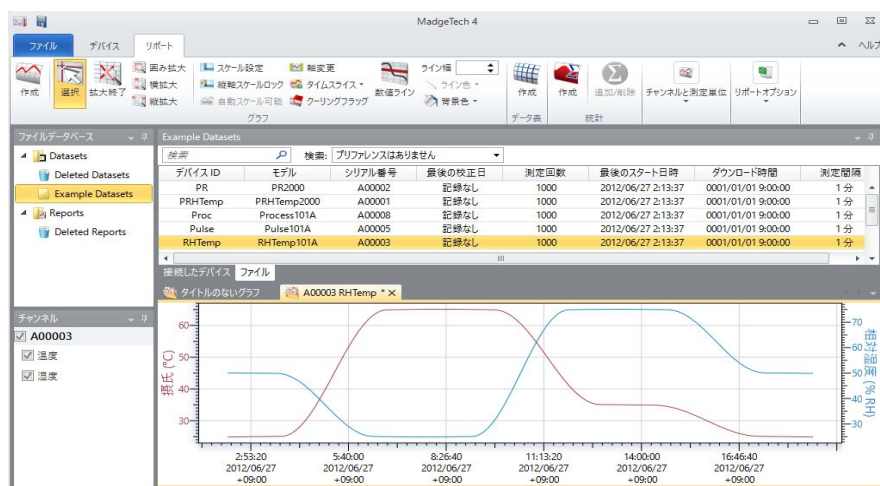 MadgeTech 4
ファイル デバイス リポート ヘルプ
作成 選択 拡大終了 囲み拡大 横拡大 縦拡大
スケール設定 縦軸スケールロック 自動スケール可能
軸変更 タイムスライス クーリングフラッグ
数値ライン ライン幅 ライン色 背景色
作成 作成 追加/削除 チャンネルと測定単位 リポートオプション
グラフ データ表 統計
ファイルデータベース
Datasets
Deleted Datasets
Example Datasets
Reports
Deleted Reports
Example Datasets
検索 検索: プリファレンスはありません
デバイス ID モデル シリアル番号 最後の校正日 測定回数 最後のスタート日時 ダウンロード時間 測定間隔
PR PR2000 A00002 記録なし 1000 2012/06/27 2:13:37 0001/01/01 9:00:00 1 分
PRHTemp PRHTemp2000 A00001 記録なし 1000 2012/06/27 2:13:37 0001/01/01 9:00:00 1 分
Proc Process101A A00008 記録なし 1000 2012/06/27 2:13:37 0001/01/01 9:00:00 1 分
Pulse Pulse101A A00005 記録なし 1000 2012/06/27 2:13:37 0001/01/01 9:00:00 1 分
RHTemp RHTemp101A A00003 記録なし 1000 2012/06/27 2:13:37 0001/01/01 9:00:00 1 分
接続したデバイス ファイル
タイトルのないグラフ A00003 RHTemp *
チャンネル
A00003
温度
湿度
摂氏 (°C)
60
50
40
30
相対湿度 (% RH)
70
60
50
40
30
2:53:20 5:40:00 8:26:40 11:13:20 14:00:00 16:46:40
2012/06/27 2012/06/27 2012/06/27 2012/06/27 2012/06/27 2012/06/27
+09:00 +09:00 +09:00 +09:00 +09:00 +09:00